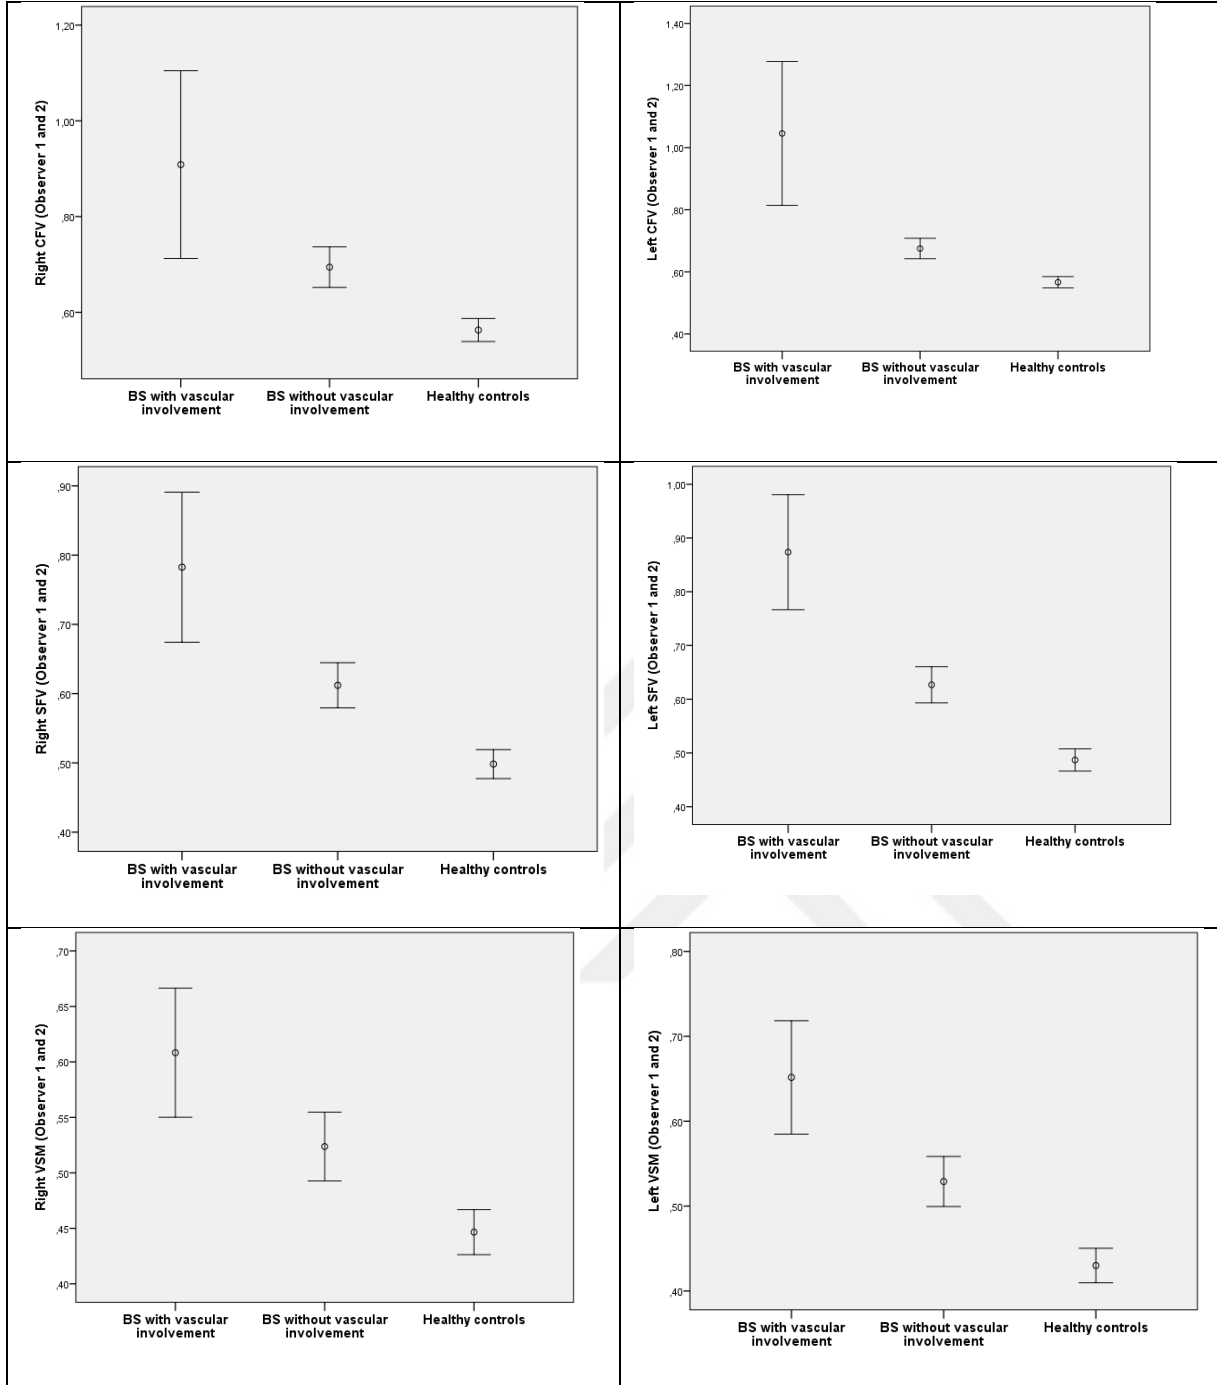 1,20
1,00
,80
,60
Right CFV (Observer 1 and 2)
BS with vascular
involvement
BS without vascular
involvement
Healthy controls
1,40
1,20
1,00
,80
,60
,40
Left CFV (Observer 1 and 2)
BS with vascular
involvement
BS without vascular
involvement
Healthy controls
,90
,80
,70
,60
,50
,40
Right SFV (Observer 1 and 2)
BS with vascular
involvement
BS without vascular
involvement
Healthy controls
1,00
,90
,80
,70
,60
,50
,40
Left SFV (Observer 1 and 2)
BS with vascular
involvement
BS without vascular
involvement
Healthy controls
,70
,65
,60
,55
,50
,45
,40
Right VSM (Observer 1 and 2)
BS with vascular
involvement
BS without vascular
involvement
Healthy controls
,80
,70
,60
,50
,40
Left VSM (Observer 1 and 2)
BS with vascular
involvement
BS without vascular
involvement
Healthy controls